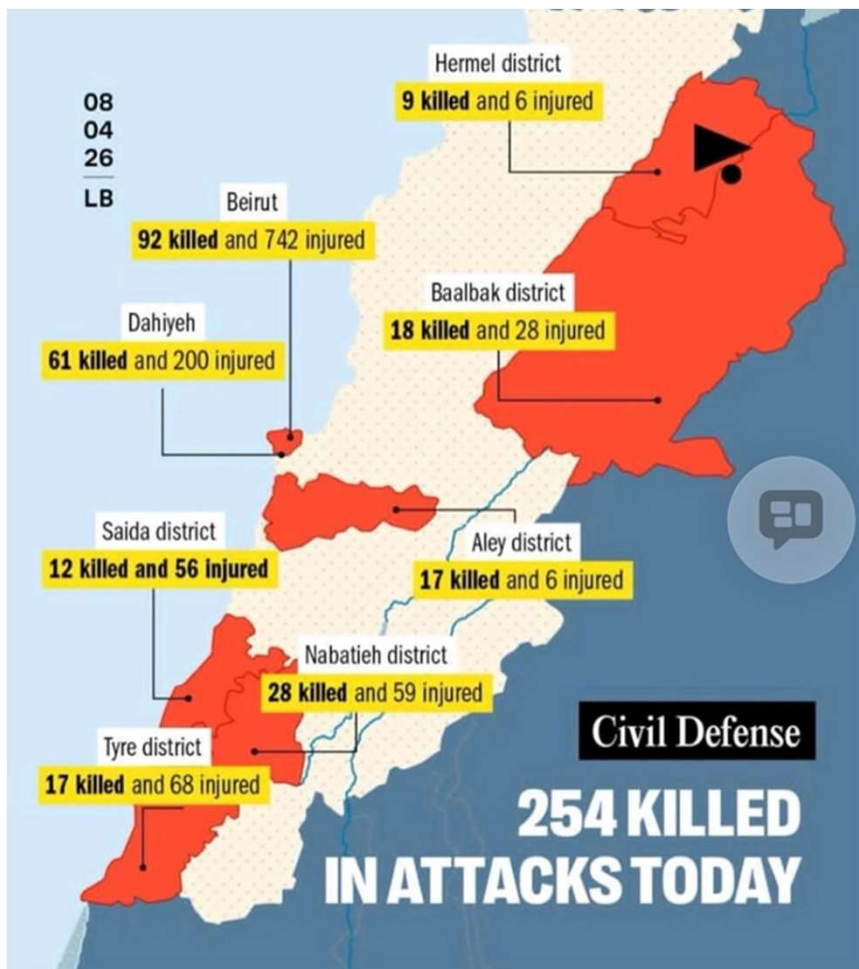 08
04
26
LB
Hermel district
9 killed and 6 injured
Beirut
92 killed and 742 injured
Baalbak district
18 killed and 28 injured
Dahiyeh
61 killed and 200 injured
Saida district
12 killed and 56 injured
Aley district
17 killed and 6 injured
Nabatieh district
28 killed and 59 injured
Tyre district
17 killed and 68 injured
Civil Defense
254 KILLED
IN ATTACKS TODAY